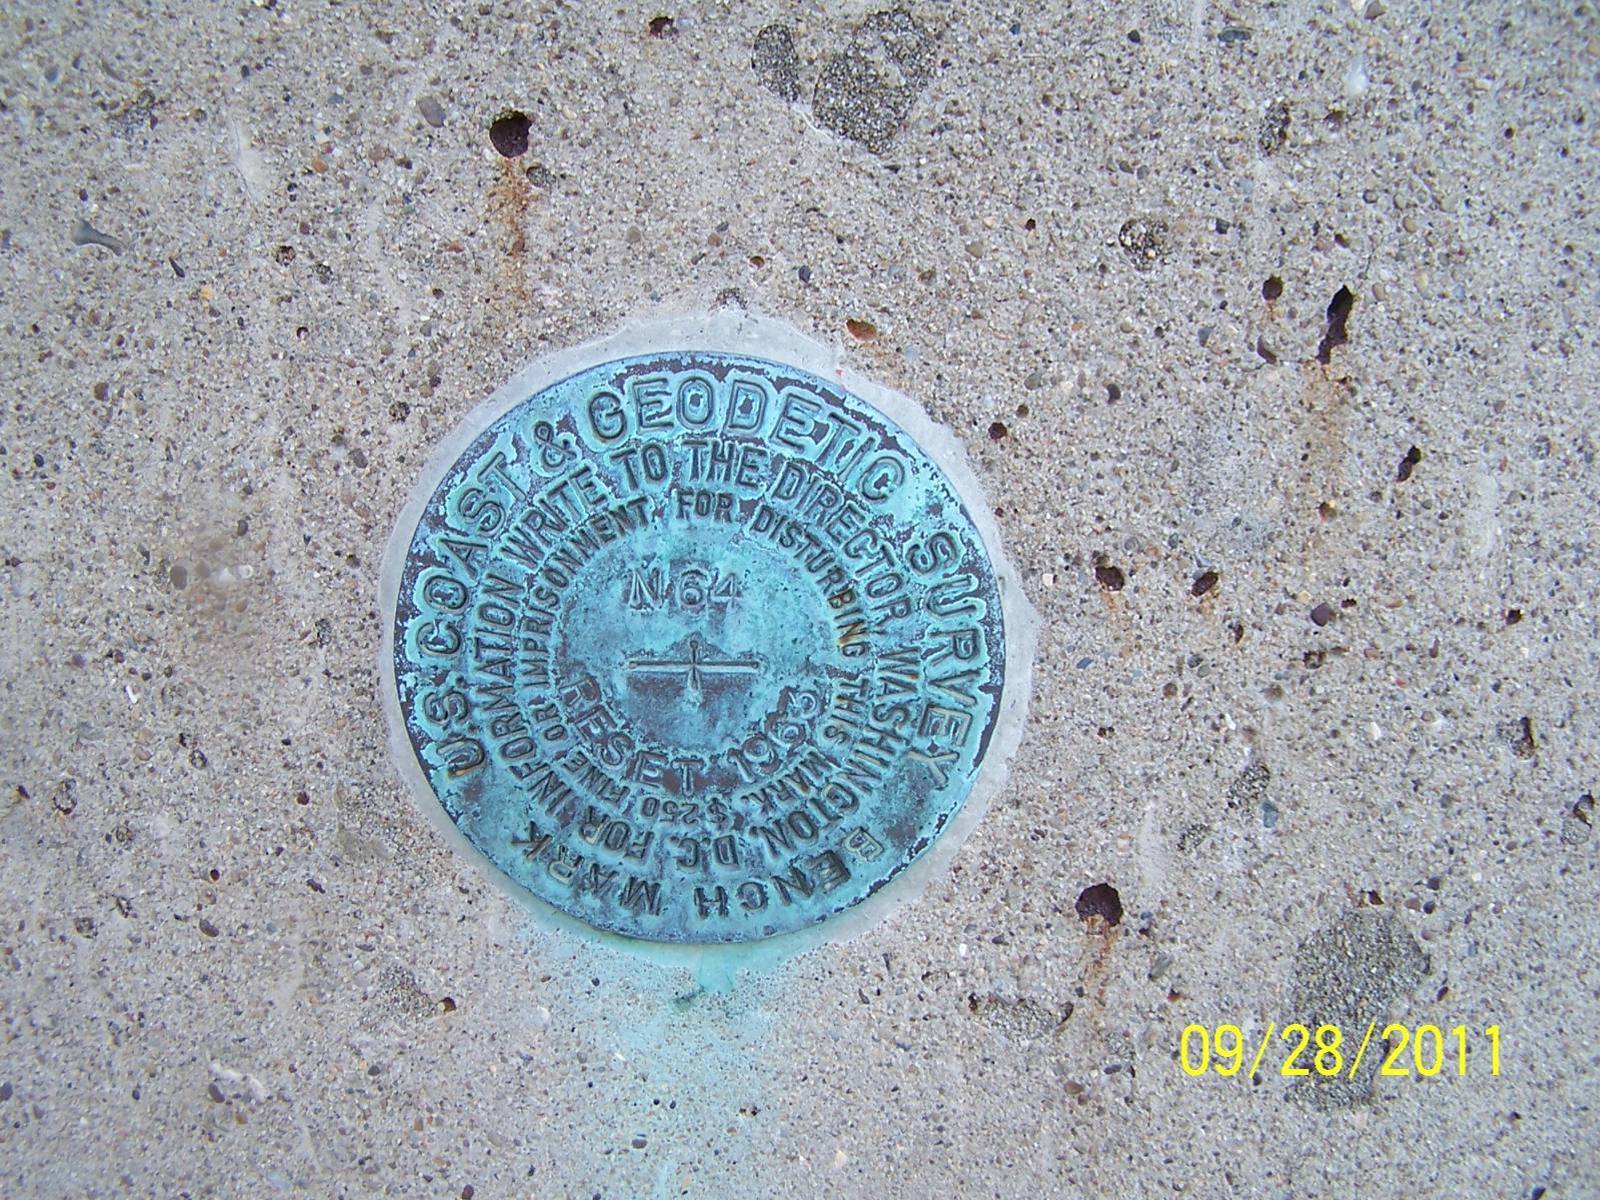 U.S. COAST & GEODETIC SURVEY
BENCH MARK
FOR INFORMATION WRITE TO THE DIRECTOR WASHINGTON, D.C.
$250 FINE OR IMPRISONMENT FOR DISTURBING THIS MARK.
N 64
RESET 1963
09/28/2011